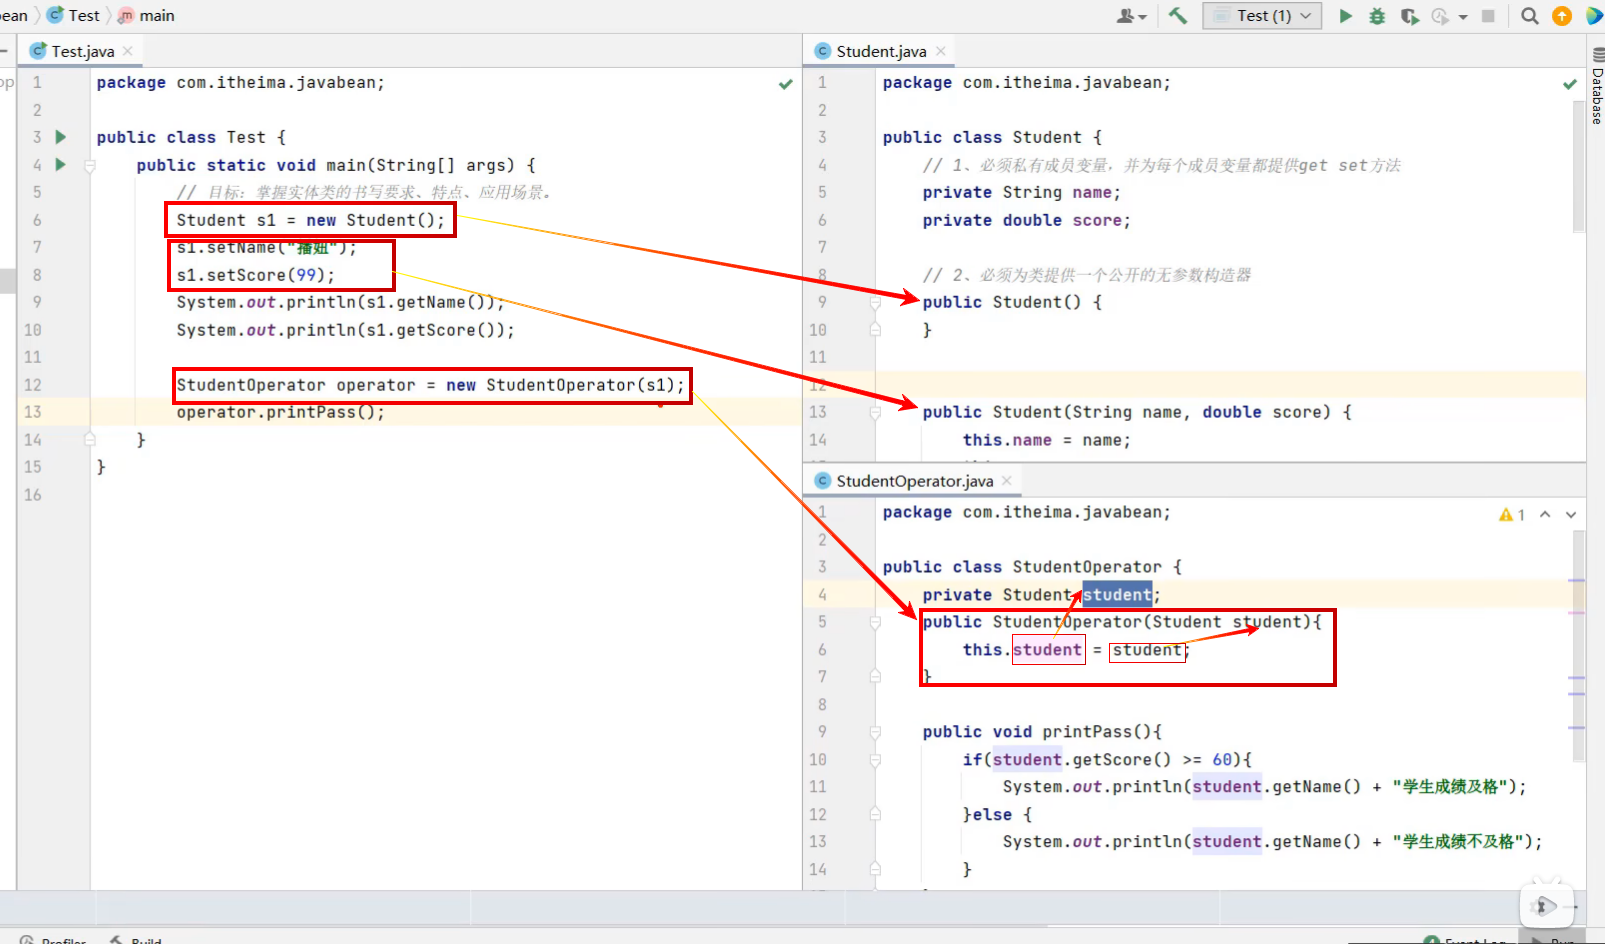 ean Test main
Test (1)
Test.java
1 package com.itheima.javabean;
2
3 public class Test {
4 public static void main(String[] args) {
5 // 目标：掌握实体类的书写要求、特点、应用场景。
6 Student s1 = new Student();
7 s1.setName("播妞");
8 s1.setScore(99);
9 System.out.println(s1.getName());
10 System.out.println(s1.getScore());
11
12 StudentOperator operator = new StudentOperator(s1);
13 operator.printPass();
14 }
15 }
16
Student.java
1 package com.itheima.javabean;
2
3 public class Student {
4 // 1、必须私有成员变量，并为每个成员变量都提供get set方法
5 private String name;
6 private double score;
7
8 // 2、必须为类提供一个公开的无参数构造器
9 public Student() {
10 }
11
12
13 public Student(String name, double score) {
14 this.name = name;
StudentOperator.java
1 package com.itheima.javabean;
1
2
3 public class StudentOperator {
4 private Student student;
5 public StudentOperator(Student student){
6 this.student = student;
7 }
8
9 public void printPass(){
10 if(student.getScore() >= 60){
11 System.out.println(student.getName() + "学生成绩及格");
12 }else {
13 System.out.println(student.getName() + "学生成绩不及格");
14 }
Database
Profiler Build
Event Log Run